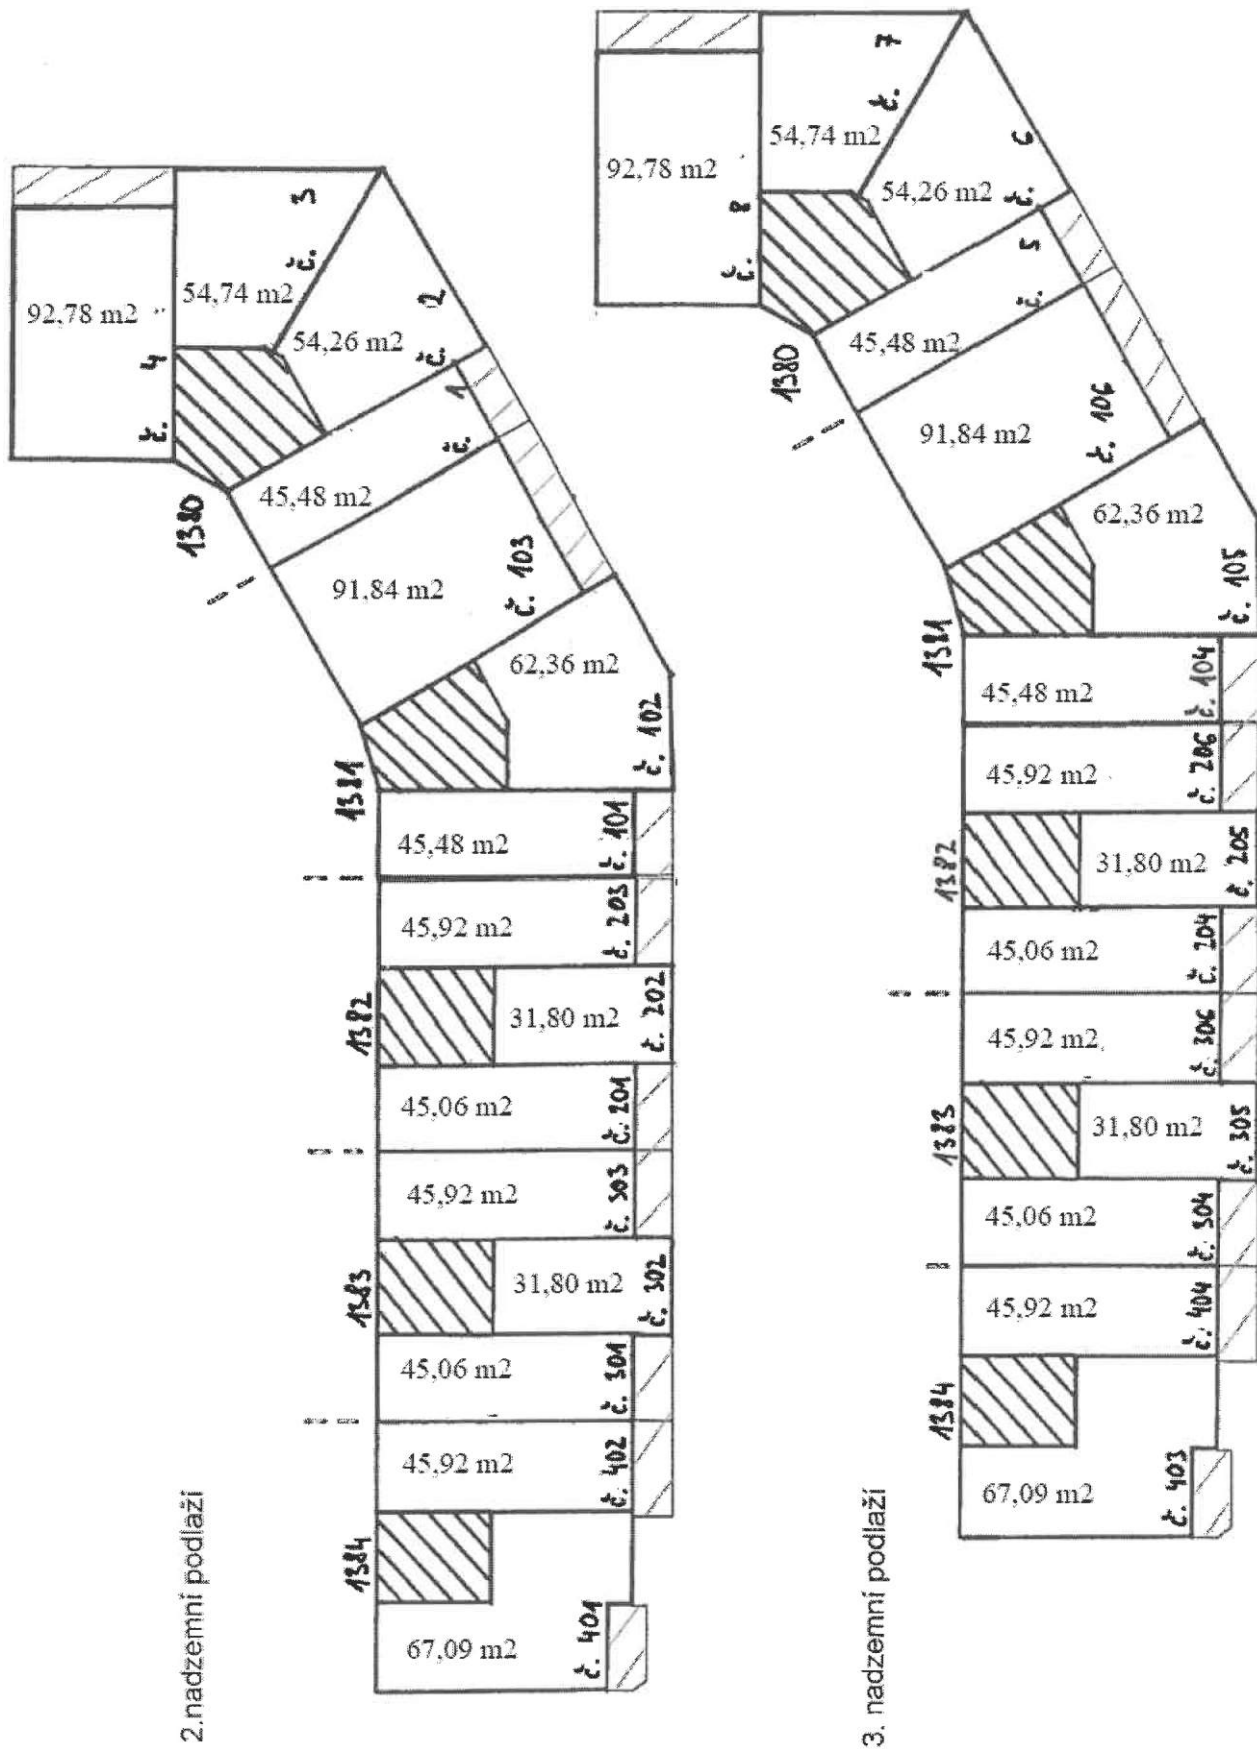 2.nadzemní podlaží
92,78 m2
č. 4
54,74 m2
č. 3
54,26 m2
č. 2
1380
45,48 m2
č. 1
91,84 m2
č. 103
62,36 m2
č. 102
1381
45,48 m2
č. 101
45,92 m2
č. 203
1382
31,80 m2
č. 202
45,06 m2
č. 201
45,92 m2
č. 303
1383
31,80 m2
č. 302
45,06 m2
č. 301
45,92 m2
č. 402
1384
67,09 m2
č. 401
3. nadzemní podlaží
92,78 m2
č. 8
54,74 m2
č. 7
54,26 m2
č. 6
1380
45,48 m2
č. 5
91,84 m2
č. 106
62,36 m2
č. 105
1381
45,48 m2
č. 104
45,92 m2
č. 206
1382
31,80 m2
č. 205
45,06 m2
č. 204
45,92 m2
č. 306
1383
31,80 m2
č. 305
45,06 m2
č. 304
45,92 m2
č. 404
1384
67,09 m2
č. 403